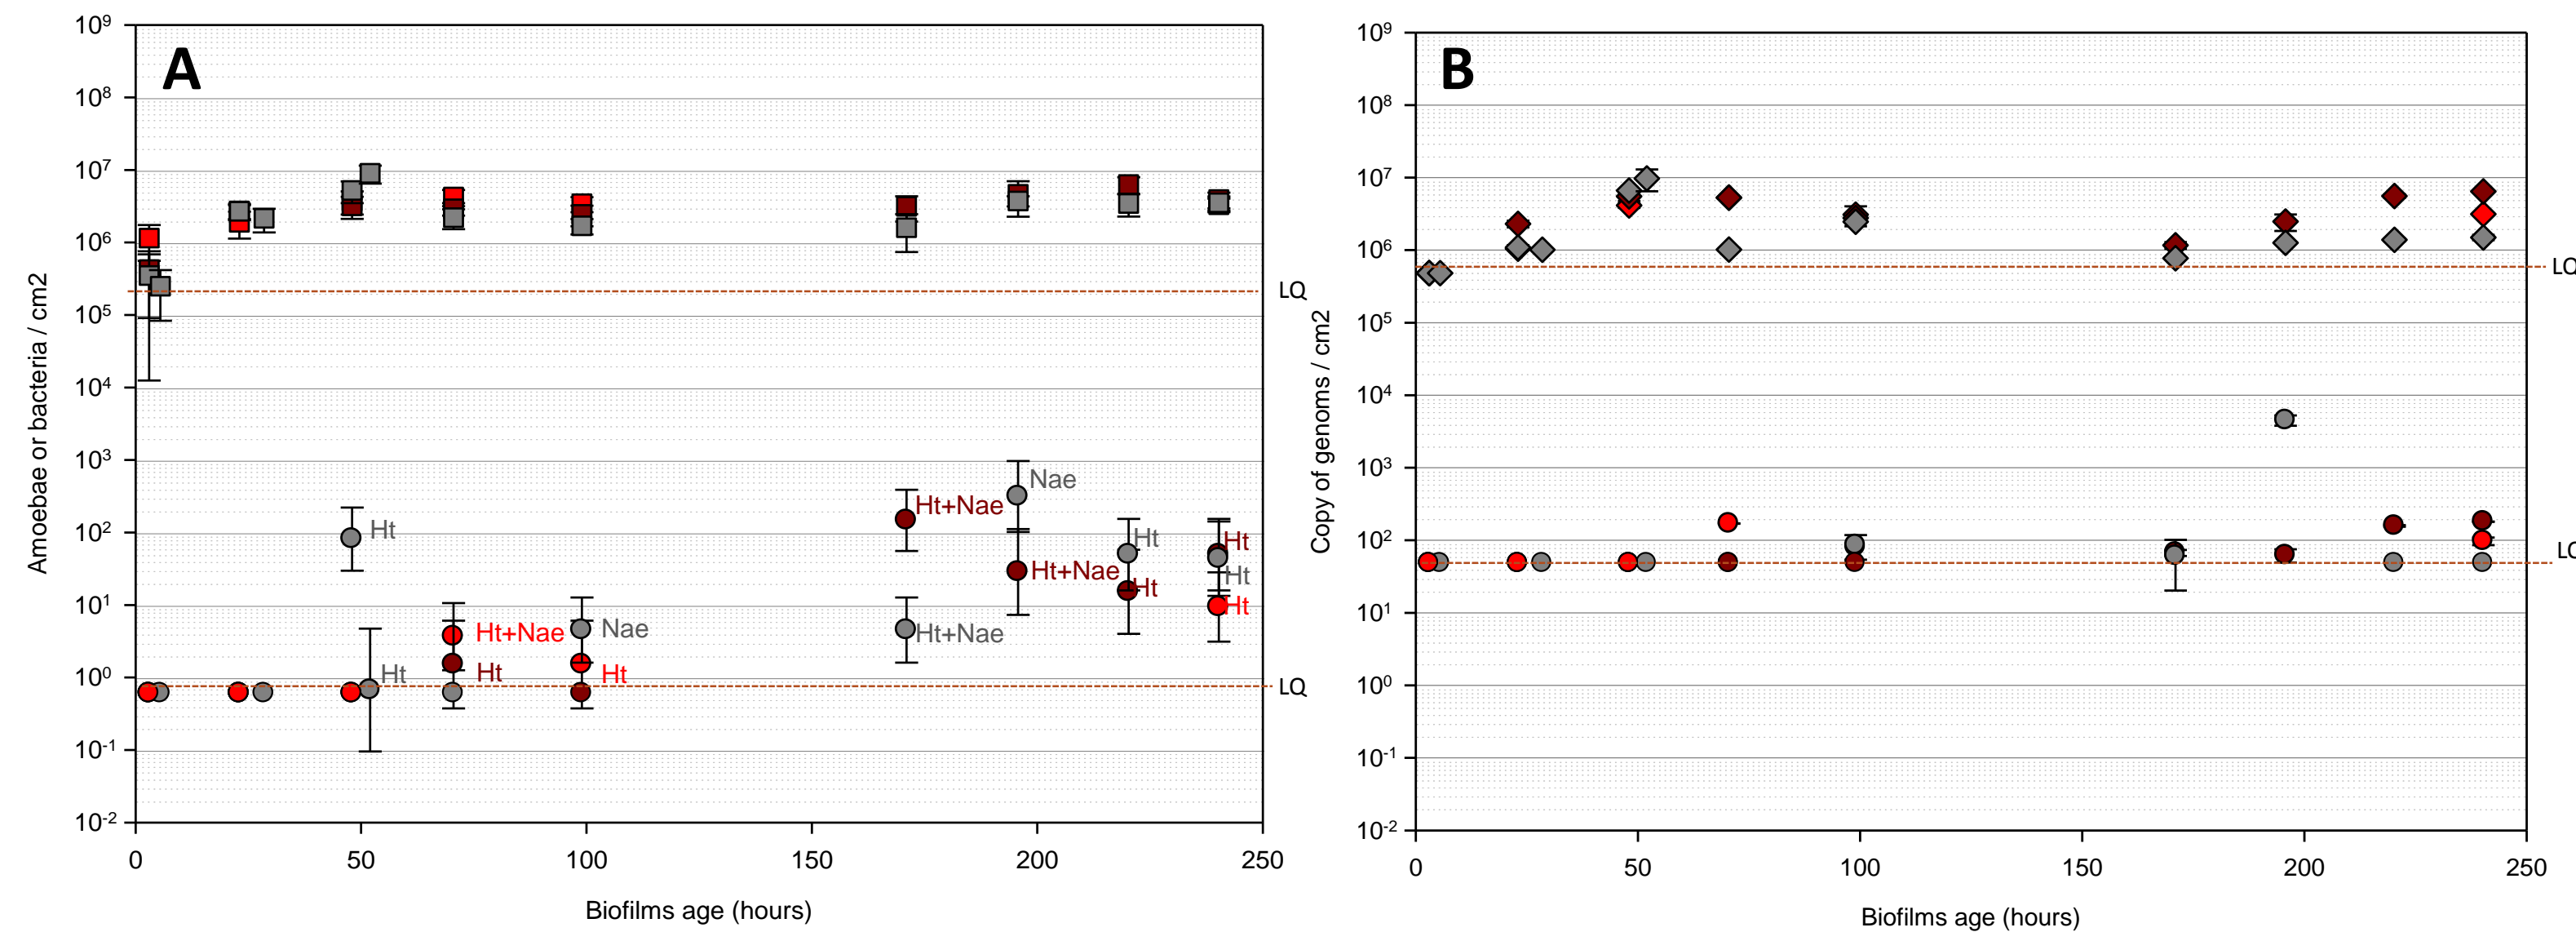 A
Amoebae or bacteria / cm2
10⁹
10⁸
10⁷
10⁶
10⁵
10⁴
10³
10²
10¹
10⁰
10⁻¹
10⁻²
LQ
Nae
Ht+Nae
Ht
Ht
Ht
Ht+Nae
Ht
Ht
Ht+Nae
Nae
Ht+Nae
Ht
Ht
Ht
Ht
LQ
0
50
100
150
200
250
Biofilms age (hours)
B
Copy of genoms / cm2
10⁹
10⁸
10⁷
10⁶
10⁵
10⁴
10³
10²
10¹
10⁰
10⁻¹
10⁻²
LQ
LQ
0
50
100
150
200
250
Biofilms age (hours)